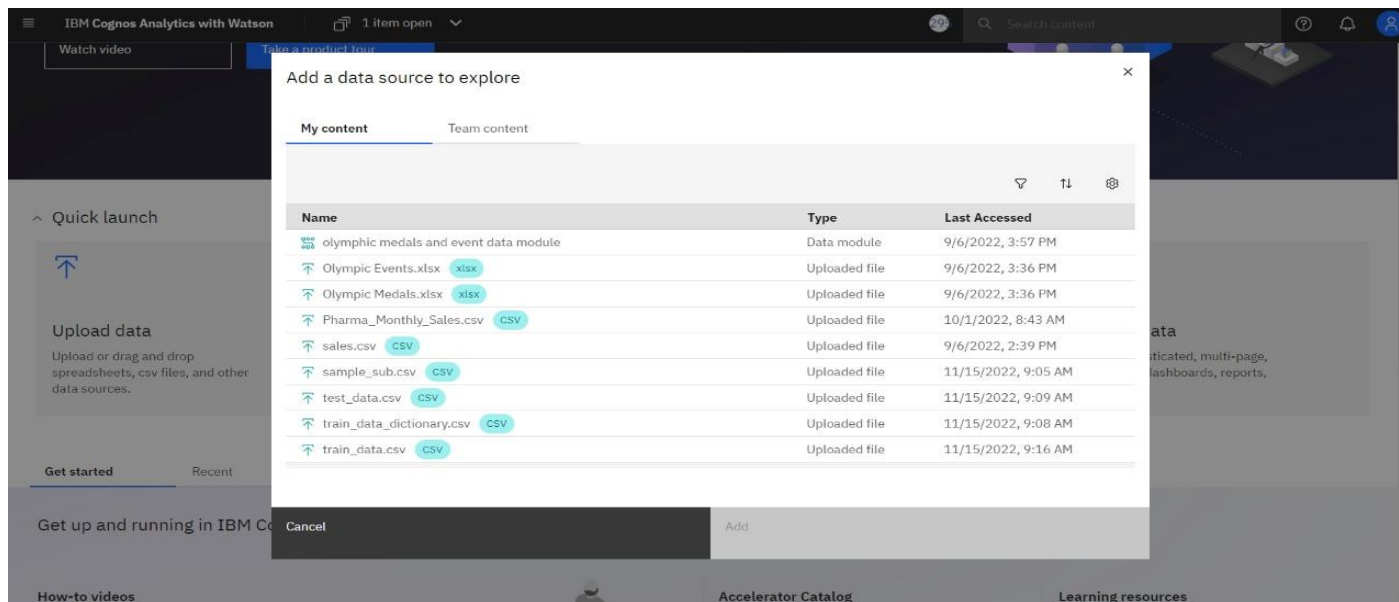 IBM Cognos Analytics with Watson
1 item open
29
Search content
Watch video
Take a product tour
Add a data source to explore
My content
Team content
Name Type Last Accessed
olymphic medals and event data module Data module 9/6/2022, 3:57 PM
Olympic Events.xlsx xlsx Uploaded file 9/6/2022, 3:36 PM
Olympic Medals.xlsx xlsx Uploaded file 9/6/2022, 3:36 PM
Pharma_Monthly_Sales.csv CSV Uploaded file 10/1/2022, 8:43 AM
sales.csv CSV Uploaded file 9/6/2022, 2:39 PM
sample_sub.csv CSV Uploaded file 11/15/2022, 9:05 AM
test_data.csv CSV Uploaded file 11/15/2022, 9:09 AM
train_data_dictionary.csv CSV Uploaded file 11/15/2022, 9:08 AM
train_data.csv CSV Uploaded file 11/15/2022, 9:16 AM
Cancel
Add
Quick launch
Upload data
Upload or drag and drop
spreadsheets, csv files, and other
data sources.
ata
sticated, multi-page,
dashboards, reports,
Get started
Recent
Get up and running in IBM Co
How-to videos
Accelerator Catalog
Learning resources